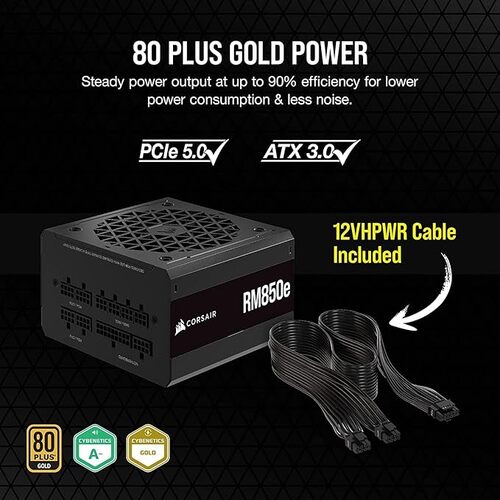 80 PLUS GOLD POWER
Steady power output at up to 90% efficiency for lower
power consumption & less noise.
PCIe 5.0
ATX 3.0
12VHPWR Cable
Included
RM850e
CORSAIR
80
PLUS
GOLD
CYBENETICS
A-
CYBENETICS
GOLD